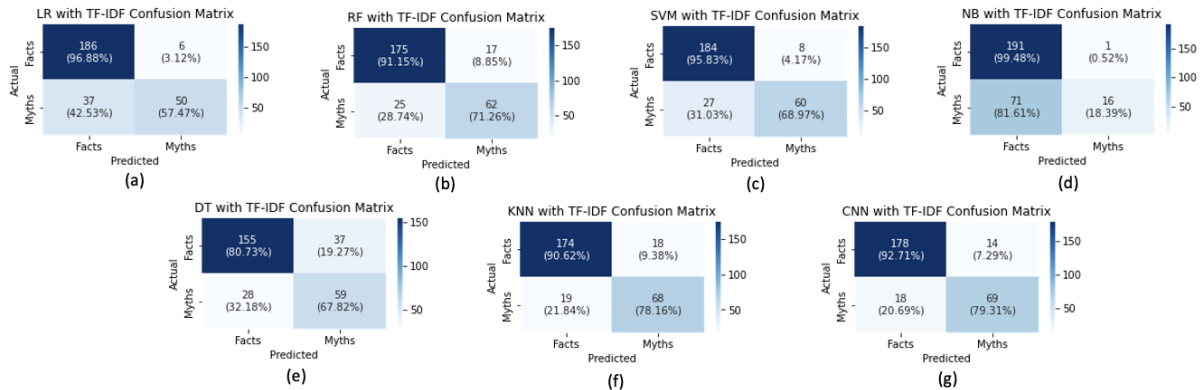 LR with TF-IDF Confusion Matrix
Actual
Facts
Myths
186
(96.88%)
6
(3.12%)
37
(42.53%)
50
(57.47%)
150
100
50
Facts
Myths
Predicted
(a)
RF with TF-IDF Confusion Matrix
Actual
Facts
Myths
175
(91.15%)
17
(8.85%)
25
(28.74%)
62
(71.26%)
150
100
50
Facts
Myths
Predicted
(b)
SVM with TF-IDF Confusion Matrix
Actual
Facts
Myths
184
(95.83%)
8
(4.17%)
27
(31.03%)
60
(68.97%)
150
100
50
Facts
Myths
Predicted
(c)
NB with TF-IDF Confusion Matrix
Actual
Facts
Myths
191
(99.48%)
1
(0.52%)
71
(81.61%)
16
(18.39%)
150
100
50
Facts
Myths
Predicted
(d)
DT with TF-IDF Confusion Matrix
Actual
Facts
Myths
155
(80.73%)
37
(19.27%)
28
(32.18%)
59
(67.82%)
150
100
50
Facts
Myths
Predicted
(e)
KNN with TF-IDF Confusion Matrix
Actual
Facts
Myths
174
(90.62%)
18
(9.38%)
19
(21.84%)
68
(78.16%)
150
100
50
Facts
Myths
Predicted
(f)
CNN with TF-IDF Confusion Matrix
Actual
Facts
Myths
178
(92.71%)
14
(7.29%)
18
(20.69%)
69
(79.31%)
150
100
50
Facts
Myths
Predicted
(g)